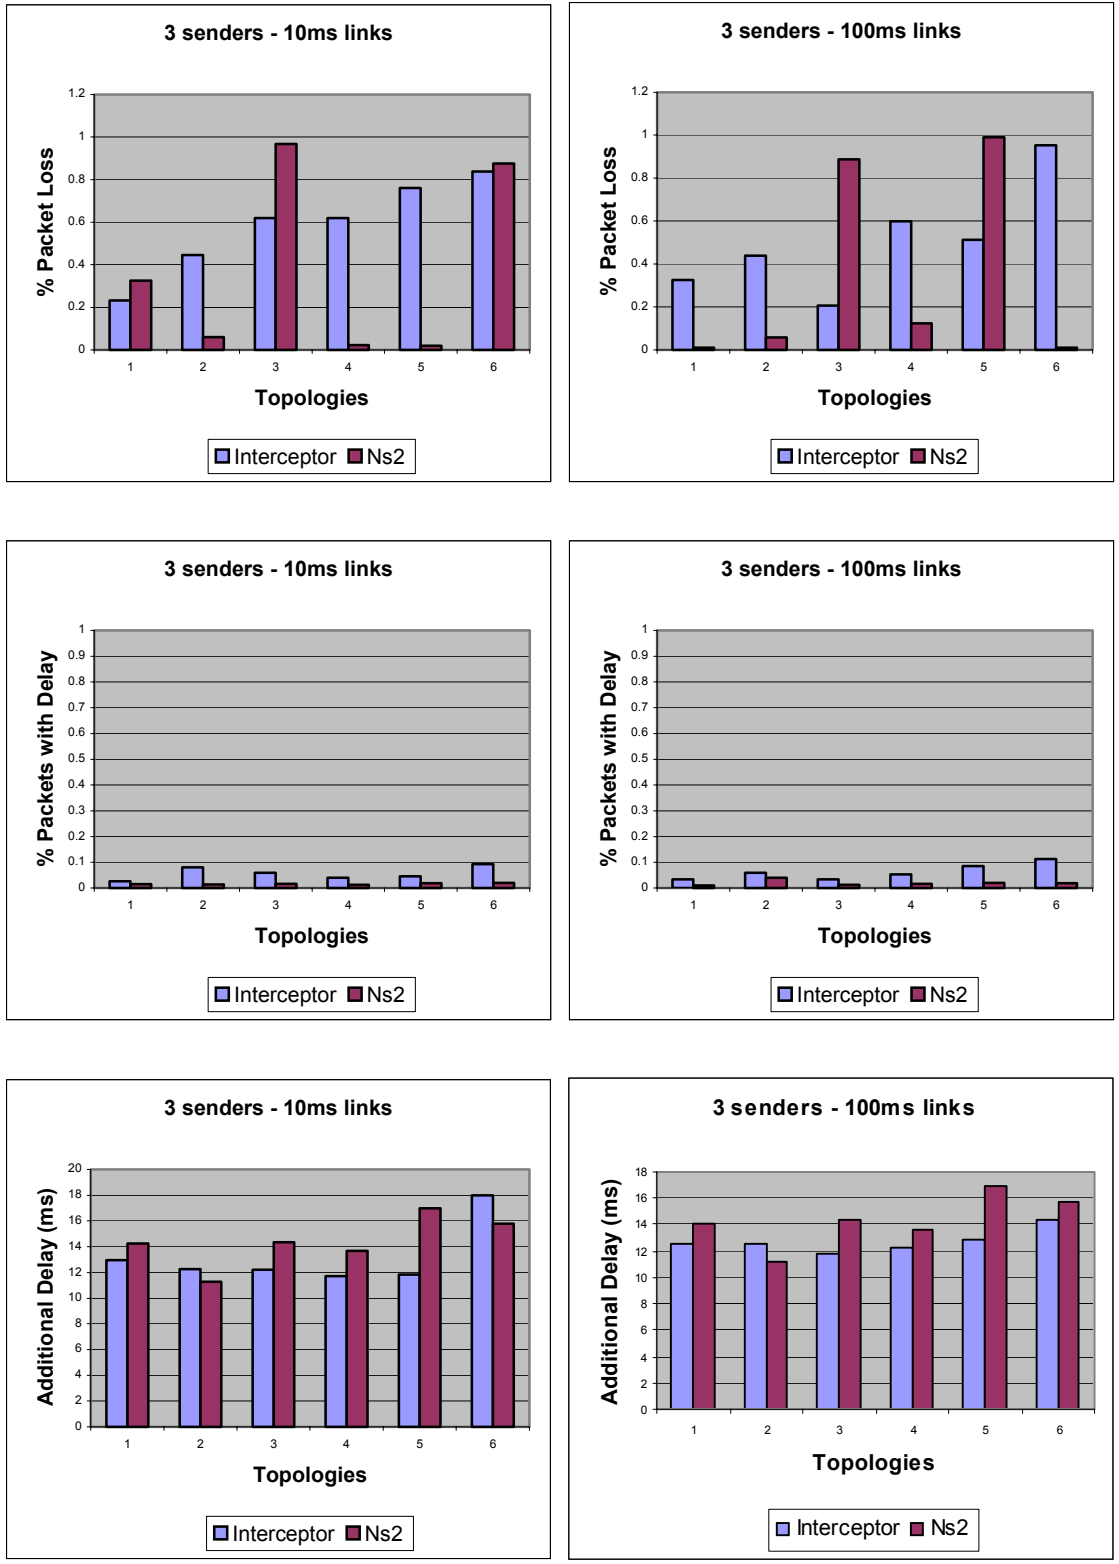 3 senders - 10ms links
% Packet Loss
1.2
1
0.8
0.6
0.4
0.2
0
1 2 3 4 5 6
Topologies
Interceptor Ns2
3 senders - 100ms links
% Packet Loss
1.2
1
0.8
0.6
0.4
0.2
0
1 2 3 4 5 6
Topologies
Interceptor Ns2
3 senders - 10ms links
% Packets with Delay
1
0.9
0.8
0.7
0.6
0.5
0.4
0.3
0.2
0.1
0
1 2 3 4 5 6
Topologies
Interceptor Ns2
3 senders - 100ms links
% Packets with Delay
1
0.9
0.8
0.7
0.6
0.5
0.4
0.3
0.2
0.1
0
1 2 3 4 5 6
Topologies
Interceptor Ns2
3 senders - 10ms links
Additional Delay (ms)
20
18
16
14
12
10
8
6
4
2
0
1 2 3 4 5 6
Topologies
Interceptor Ns2
3 senders - 100ms links
Additional Delay (ms)
18
16
14
12
10
8
6
4
2
0
1 2 3 4 5 6
Topologies
Interceptor Ns2